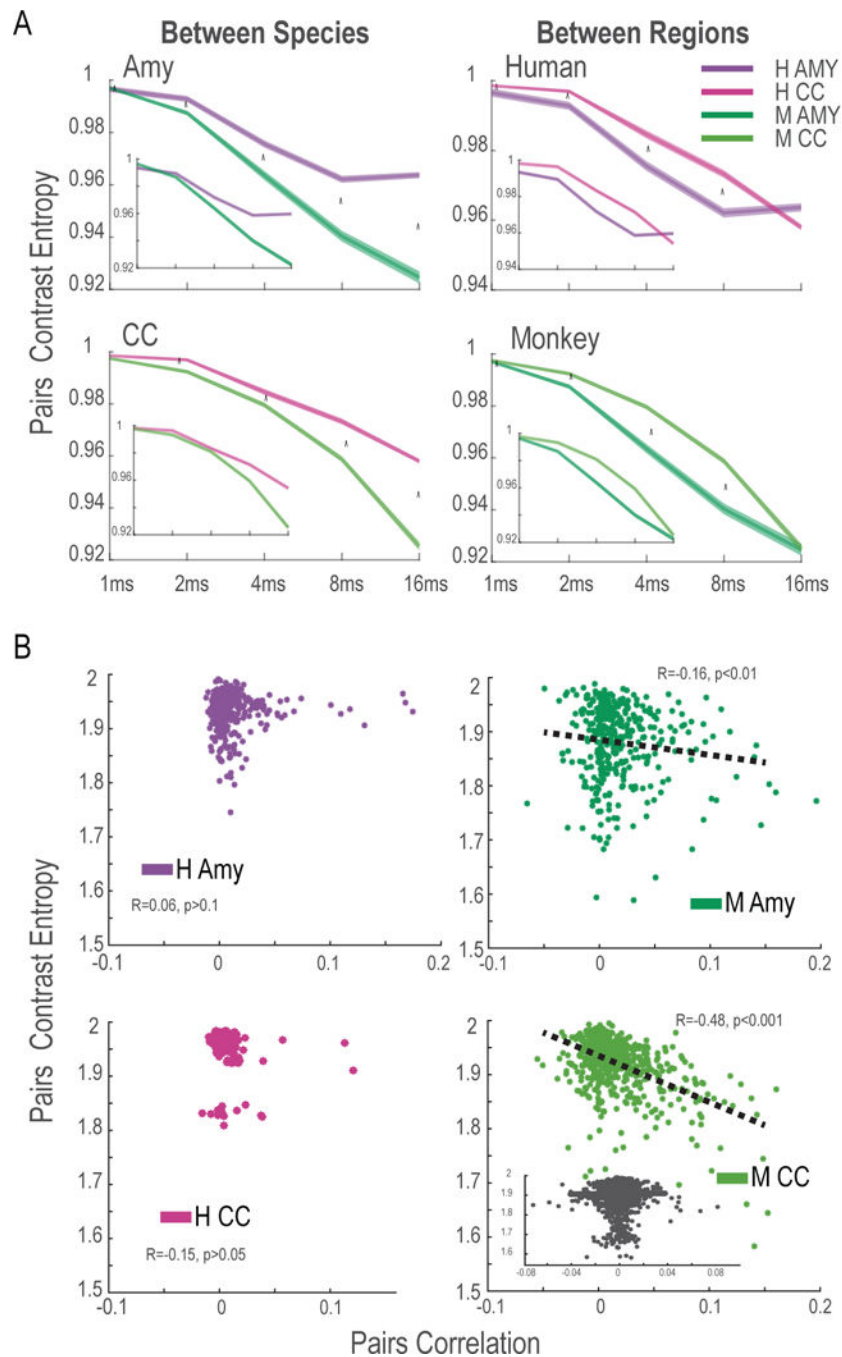 A
Between Species
Between Regions
Amy
Human
H AMY
H CC
M AMY
M CC
Pairs Contrast Entropy
1
0.98
0.96
0.94
0.92
1
0.96
0.92
1
0.98
0.96
0.94
1
0.98
0.96
0.94
CC
Monkey
1
0.98
0.96
0.94
0.92
1
0.96
0.92
1
0.98
0.96
0.94
0.92
1
0.96
0.92
1ms 2ms 4ms 8ms 16ms
1ms 2ms 4ms 8ms 16ms
B
Pairs Contrast Entropy
2
1.9
1.8
1.7
1.6
1.5
-0.1 0 0.1 0.2
H Amy
R=0.06, p>0.1
2
1.9
1.8
1.7
1.6
1.5
-0.1 0 0.1 0.2
R=-0.16, p<0.01
M Amy
2
1.9
1.8
1.7
1.6
1.5
-0.1 0 0.1
H CC
R=-0.15, p>0.05
2
1.9
1.8
1.7
1.6
1.5
-0.1 0 0.1 0.2
R=-0.48, p<0.001
M CC
2
1.9
1.8
1.7
1.6
-0.08 -0.04 0 0.04 0.08
Pairs Correlation